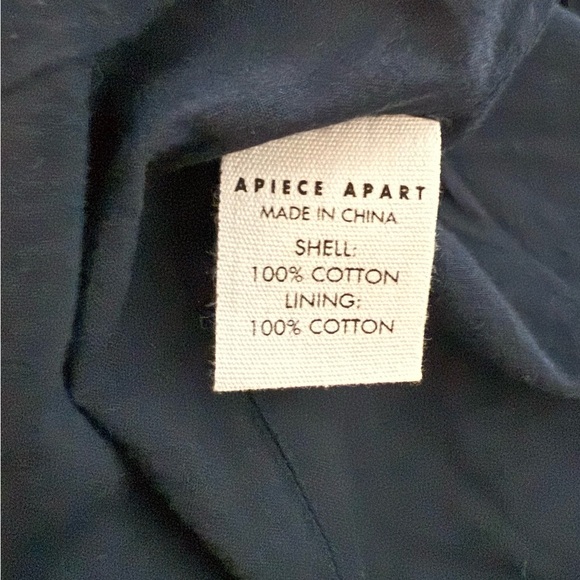 APIECE APART
MADE IN CHINA
SHELL:
100% COTTON
LINING:
100% COTTON